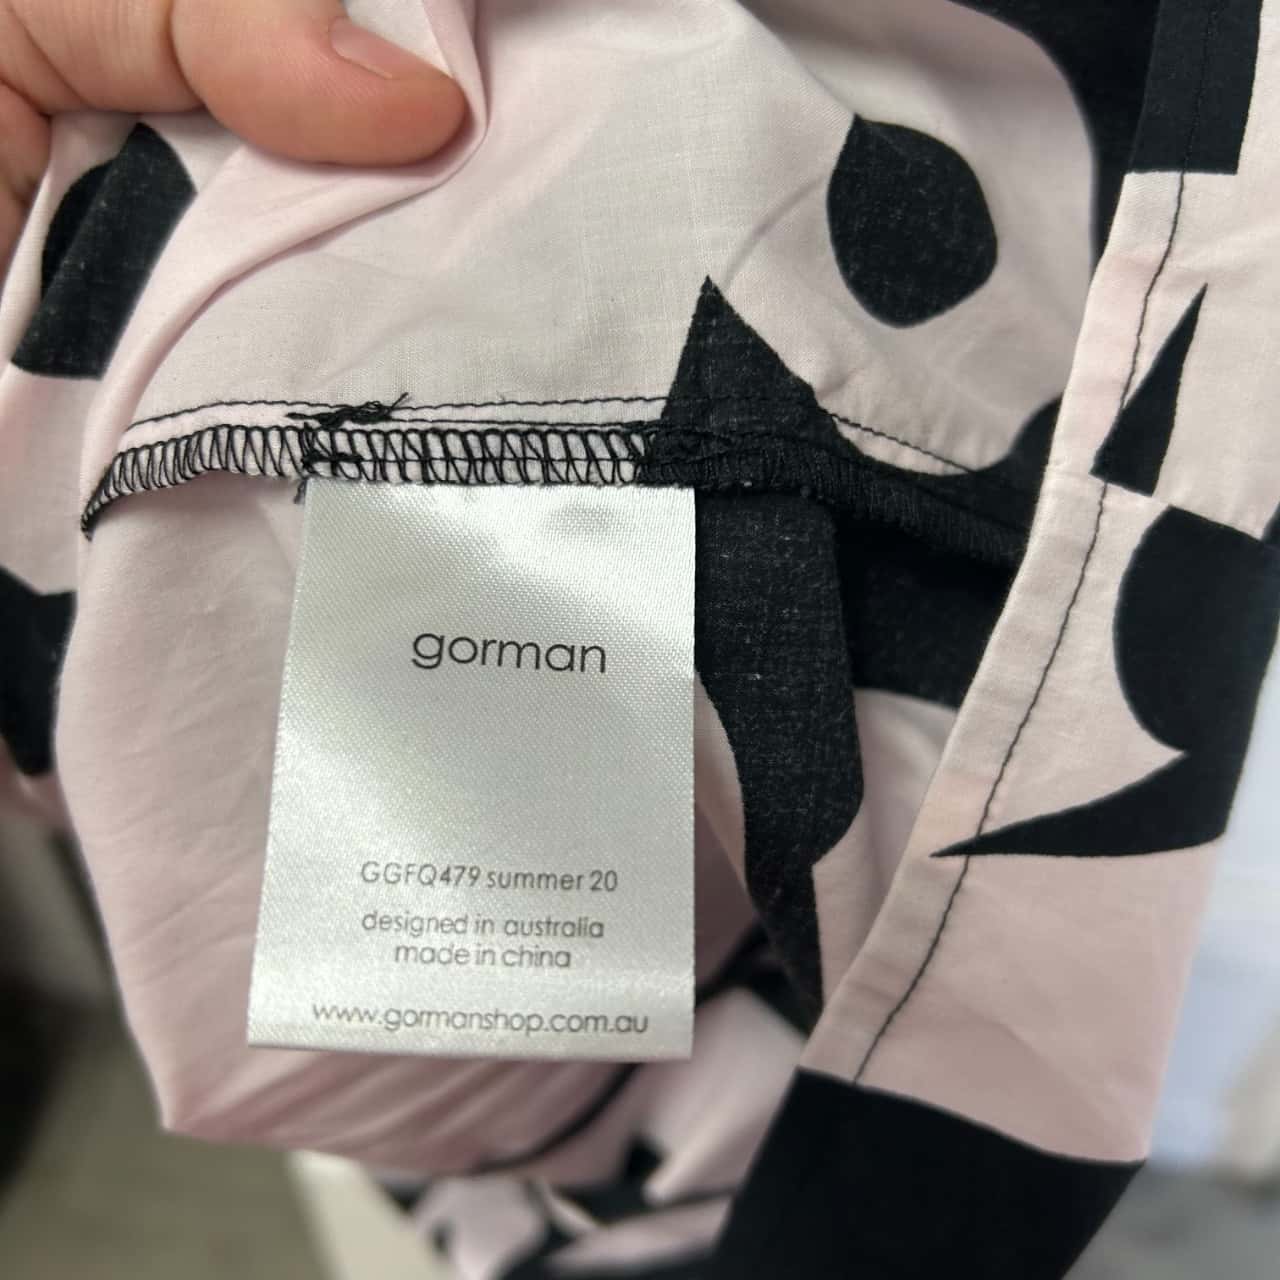 gorman
GGFQ479 summer 20
designed in australia
made in china
www.gormanshop.com.au